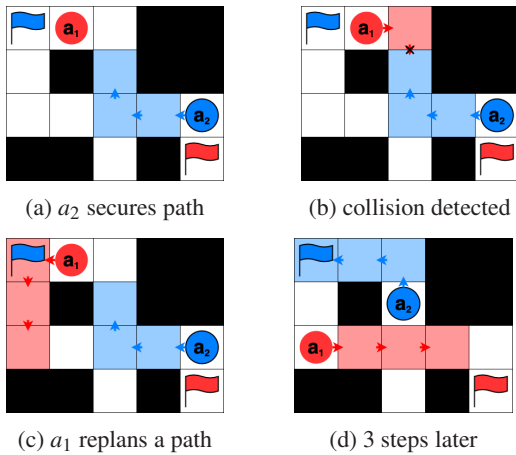 a₁
a₂
(a) a₂ secures path
a₁
a₂
(b) collision detected
a₁
a₂
(c) a₁ replans a path
a₂
a₁
(d) 3 steps later